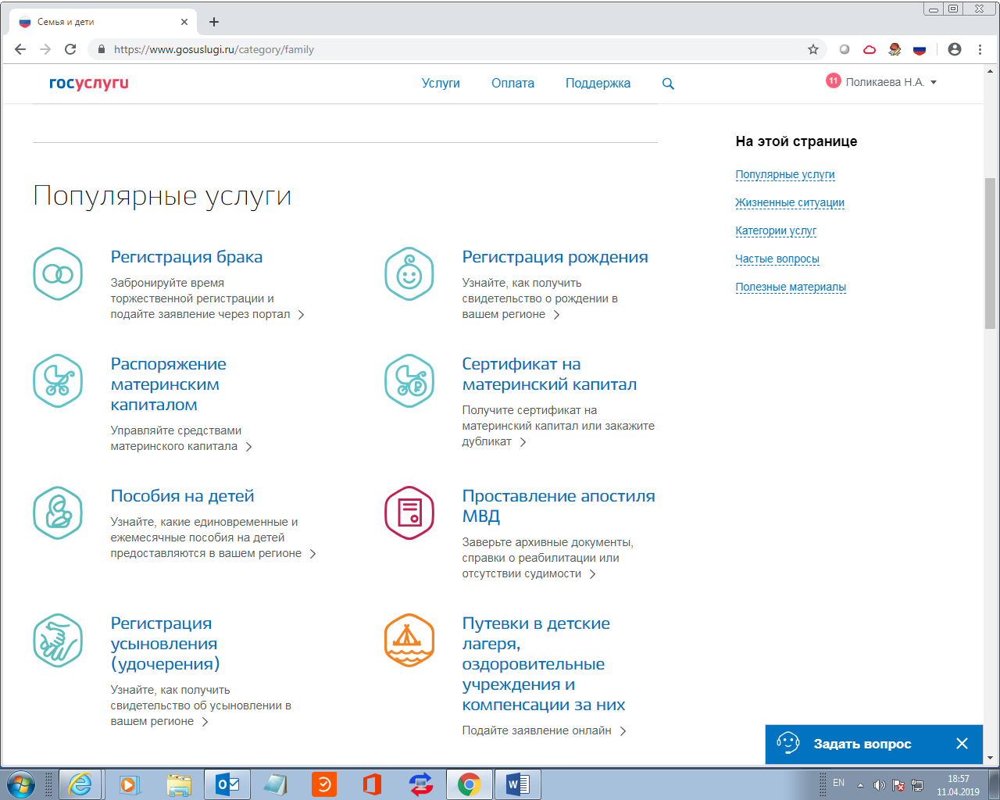 Семья и дети
https://www.gosuslugi.ru/category/family
госуслуги
Услуги
Оплата
Поддержка
11
Поликаева Н.А.
Популярные услуги
Регистрация брака
Забронируйте время
торжественной регистрации и
подайте заявление через портал
Регистрация рождения
Узнайте, как получить
свидетельство о рождении в
вашем регионе
Распоряжение
материнским
капиталом
Управляйте средствами
материнского капитала
Сертификат на
материнский капитал
Получите сертификат на
материнский капитал или закажите
дубликат
Пособия на детей
Узнайте, какие единовременные и
ежемесячные пособия на детей
предоставляются в вашем регионе
Проставление апостиля
МВД
Заверьте архивные документы,
справки о реабилитации или
отсутствии судимости
Регистрация
усыновления
(удочерения)
Узнайте, как получить
свидетельство об усыновлении в
вашем регионе
Путевки в детские
лагеря,
оздоровительные
учреждения и
компенсации за них
Подайте заявление онлайн
На этой странице
Популярные услуги
Жизненные ситуации
Категории услуг
Частые вопросы
Полезные материалы
Задать вопрос
EN
18:57
11.04.2019